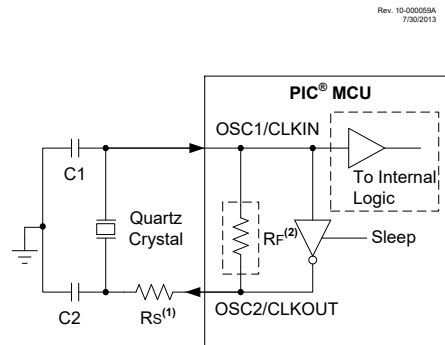 Rev. 10-000059A
7/30/2013
PIC® MCU
OSC1/CLKIN
C1
To Internal
Logic
Quartz
Crystal
RF(2)
Sleep
OSC2/CLKOUT
C2
RS(1)